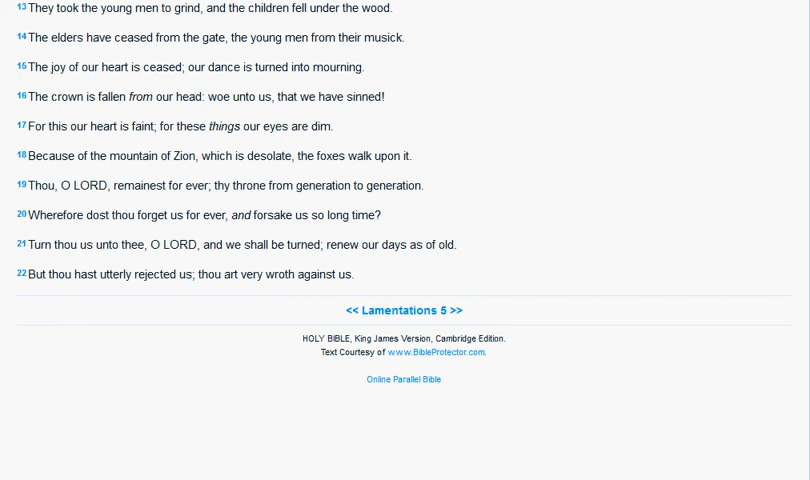 13 They took the young men to grind, and the children fell under the wood.
14 The elders have ceased from the gate, the young men from their musick.
15 The joy of our heart is ceased; our dance is turned into mourning.
16 The crown is fallen from our head: woe unto us, that we have sinned!
17 For this our heart is faint; for these things our eyes are dim.
18 Because of the mountain of Zion, which is desolate, the foxes walk upon it.
19 Thou, O LORD, remainest for ever; thy throne from generation to generation.
20 Wherefore dost thou forget us for ever, and forsake us so long time?
21 Turn thou us unto thee, O LORD, and we shall be turned; renew our days as of old.
22 But thou hast utterly rejected us; thou art very wroth against us.
<< Lamentations 5 >>
HOLY BIBLE, King James Version, Cambridge Edition.
Text Courtesy of www.BibleProtector.com.
Online Parallel Bible